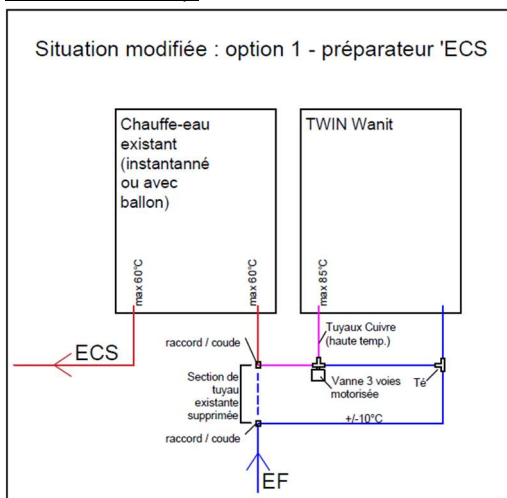 Situation modifiée : option 1 - préparateur 'ECS
Chauffe-eau
existant
(instantanné
ou avec
ballon)
TWIN Wanit
max 60°C
max 60°C
max 85°C
Tuyaux Cuivre
(haute temp.)
raccord / coude
ECS
Section de
tuyau
existante
supprimée
Vanne 3 voies
motorisée
Té
+/-10°C
raccord / coude
EF